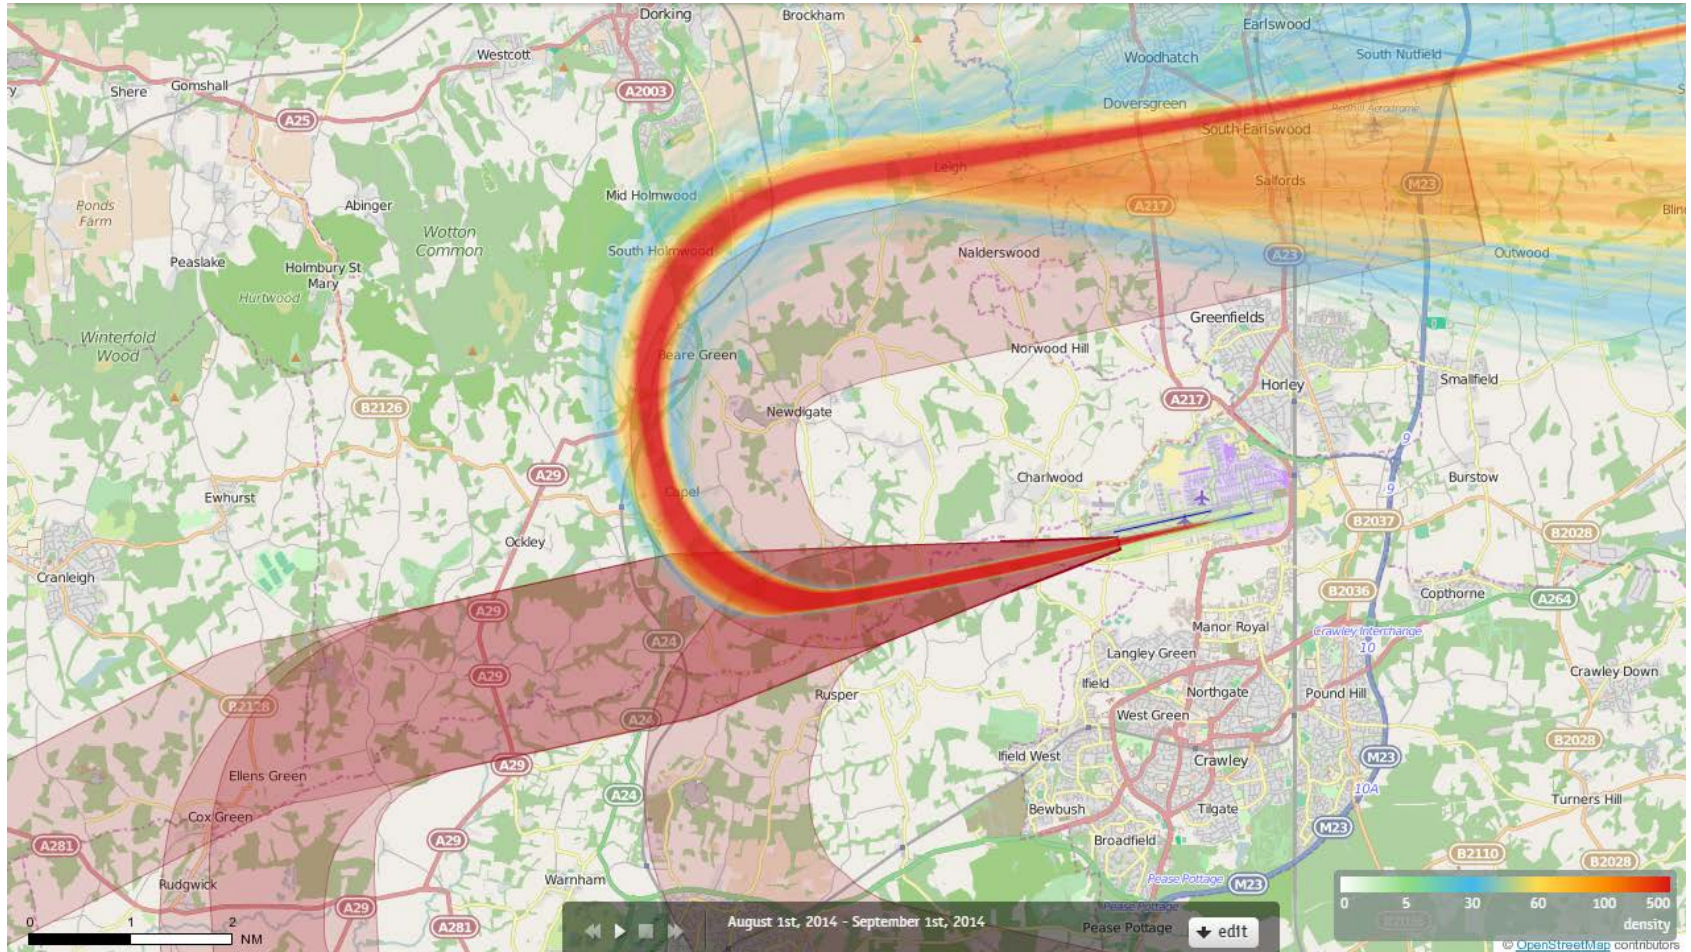 Dorking
Brockham
Earlswood
Westcott
Woodhatch
South Nutfield
Shere
Gomshall
A2003
Doversgreen
Redhill Aerodrome
A25
South Earlswood
Leigh
Mid Holmwood
Salfords
M23
Ponds
Farm
Abinger
A217
Wotton
Common
South Holmwood
Nalderswood
A23
Outwood
Peaslake
Holmbury St
Mary
Hurtwood
Greenfields
Winterfold
Wood
Beare Green
Norwood Hill
Horley
Smallfield
B2126
Newdigate
A217
9
A29
Charlwood
Burstow
9
Ewhurst
Capel
B2037
B2028
Ockley
Cranleigh
B2036
Copthorne
A264
A29
Manor Royal
Crawley Interchange
10
A24
Langley Green
Crawley Down
A29
Ifield
Northgate
Pound Hill
Rusper
B2128
A24
West Green
B2028
A29
Ifield West
Crawley
M23
Ellens Green
10A
A24
Bewbush
Tilgate
Turners Hill
Cox Green
M23
A281
A29
Broadfield
B2110
B2028
Rudgwick
Warnham
Pease Pottage
M23
A29
A281
Pease Pottage
Pease Pottage
0 1 2
NM
August 1st, 2014 - September 1st, 2014
edit
0 5 30 60 100 500
density
© OpenStreetMap contributors